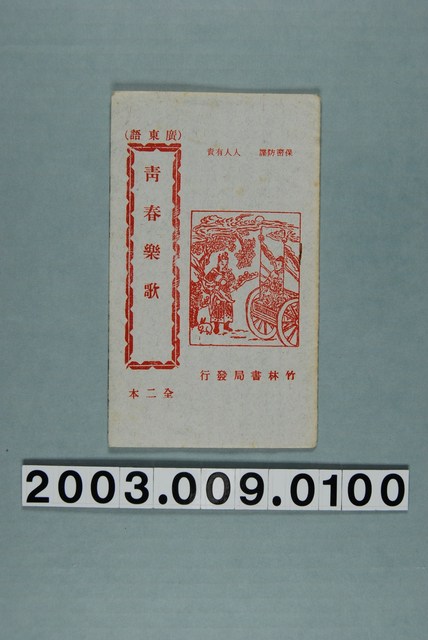 保密防諜 人人有責
(廣東語)
青春樂歌
竹林書局發行
全二本
2003.009.0100